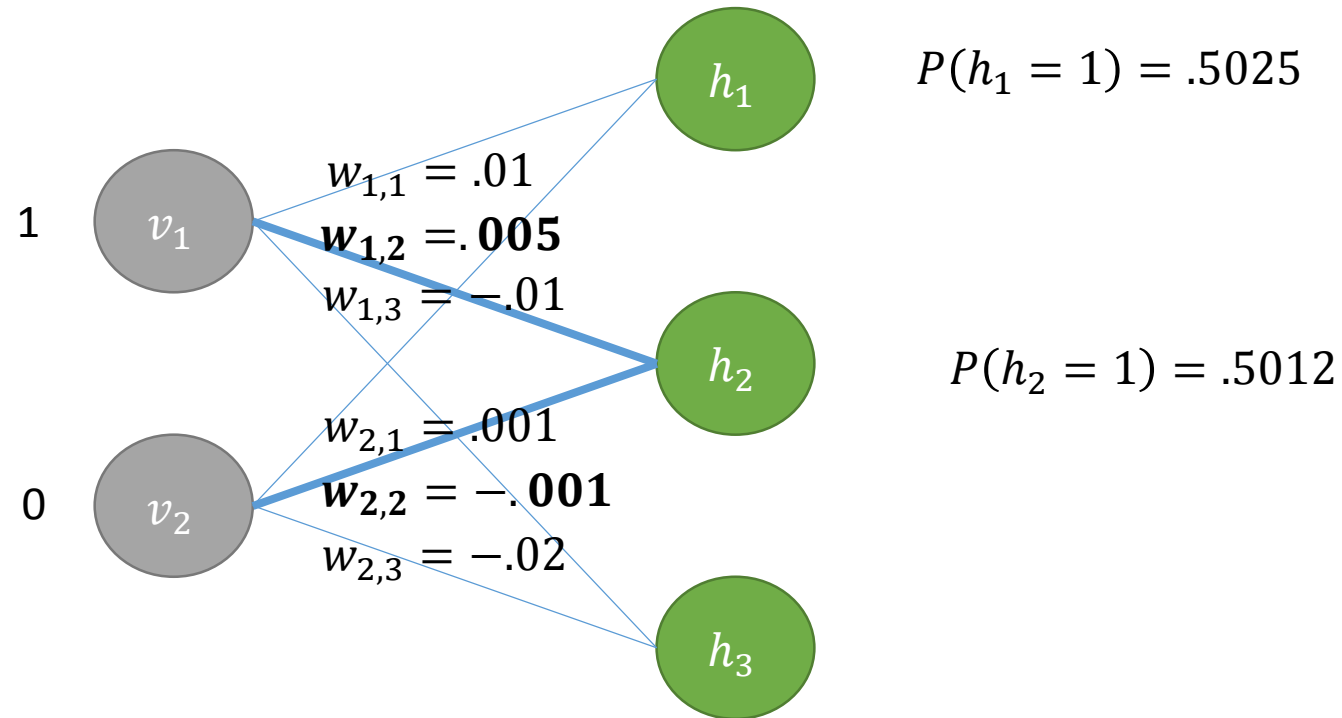 h₁
P(h₁ = 1) = .5025
w₁,₁ = .01
1
v₁
w₁,₂ = .005
w₁,₃ = −.01
h₂
P(h₂ = 1) = .5012
w₂,₁ = .001
0
v₂
w₂,₂ = −.001
w₂,₃ = −.02
h₃